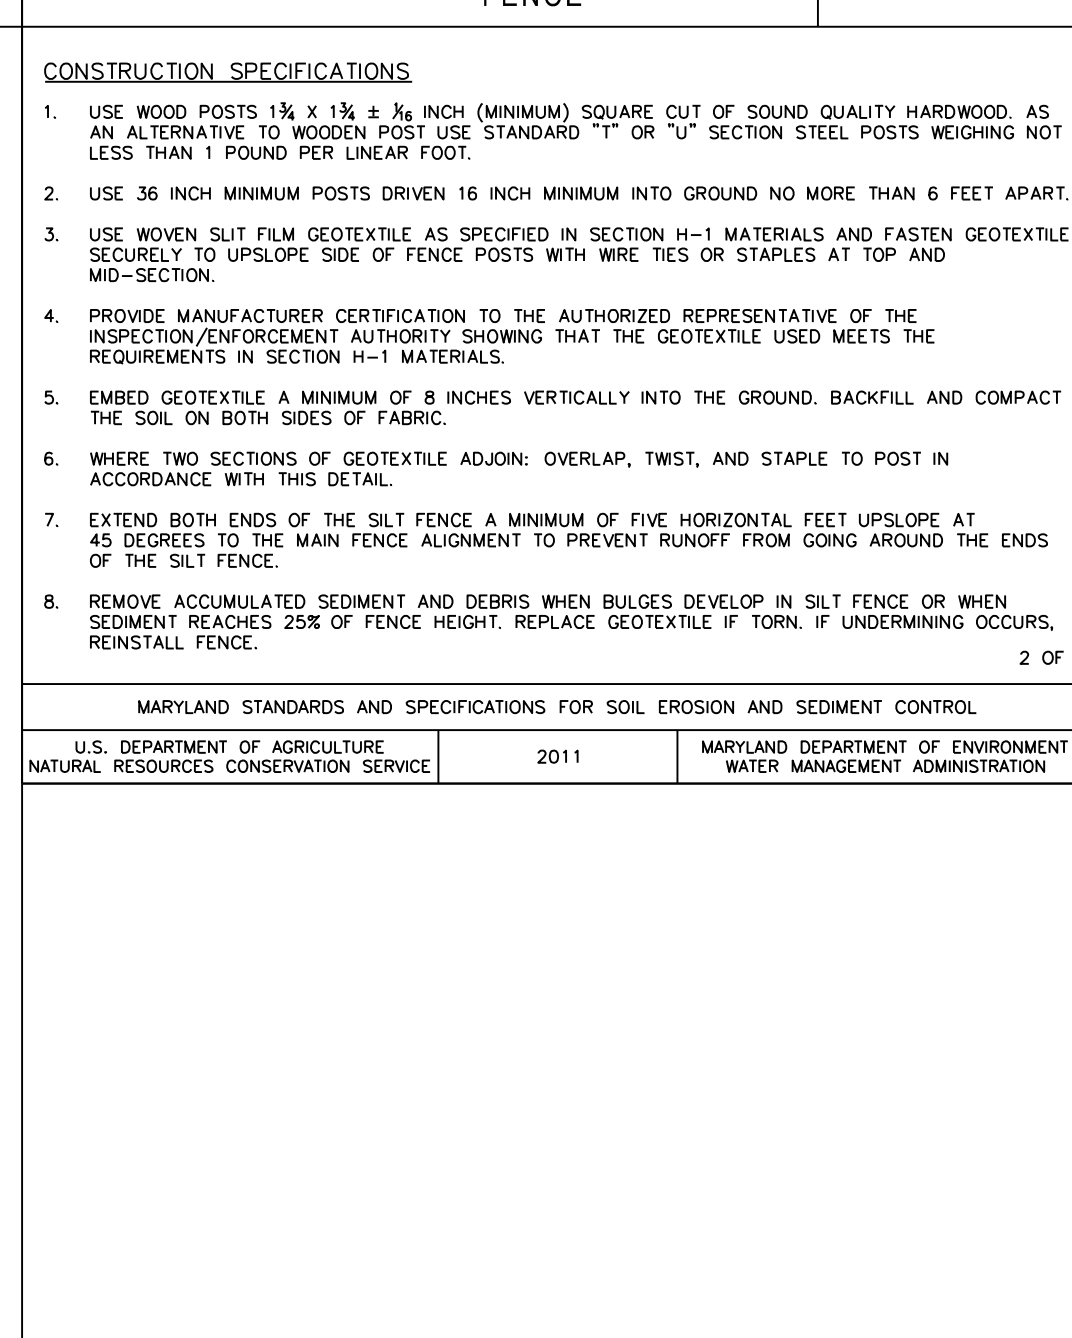 FENCE
CONSTRUCTION SPECIFICATIONS
1. USE WOOD POSTS 1¾ X 1¾ ± 1/16 INCH (MINIMUM) SQUARE CUT OF SOUND QUALITY HARDWOOD. AS
AN ALTERNATIVE TO WOODEN POST USE STANDARD "T" OR "U" SECTION STEEL POSTS WEIGHING NOT
LESS THAN 1 POUND PER LINEAR FOOT.
2. USE 36 INCH MINIMUM POSTS DRIVEN 16 INCH MINIMUM INTO GROUND NO MORE THAN 6 FEET APART.
3. USE WOVEN SLIT FILM GEOTEXTILE AS SPECIFIED IN SECTION H-1 MATERIALS AND FASTEN GEOTEXTILE
SECURELY TO UPSLOPE SIDE OF FENCE POSTS WITH WIRE TIES OR STAPLES AT TOP AND
MID-SECTION.
4. PROVIDE MANUFACTURER CERTIFICATION TO THE AUTHORIZED REPRESENTATIVE OF THE
INSPECTION/ENFORCEMENT AUTHORITY SHOWING THAT THE GEOTEXTILE USED MEETS THE
REQUIREMENTS IN SECTION H-1 MATERIALS.
5. EMBED GEOTEXTILE A MINIMUM OF 8 INCHES VERTICALLY INTO THE GROUND. BACKFILL AND COMPACT
THE SOIL ON BOTH SIDES OF FABRIC.
6. WHERE TWO SECTIONS OF GEOTEXTILE ADJOIN: OVERLAP, TWIST, AND STAPLE TO POST IN
ACCORDANCE WITH THIS DETAIL.
7. EXTEND BOTH ENDS OF THE SILT FENCE A MINIMUM OF FIVE HORIZONTAL FEET UPSLOPE AT
45 DEGREES TO THE MAIN FENCE ALIGNMENT TO PREVENT RUNOFF FROM GOING AROUND THE ENDS
OF THE SILT FENCE.
8. REMOVE ACCUMULATED SEDIMENT AND DEBRIS WHEN BULGES DEVELOP IN SILT FENCE OR WHEN
SEDIMENT REACHES 25% OF FENCE HEIGHT. REPLACE GEOTEXTILE IF TORN. IF UNDERMINING OCCURS,
REINSTALL FENCE.
2 OF
MARYLAND STANDARDS AND SPECIFICATIONS FOR SOIL EROSION AND SEDIMENT CONTROL
U.S. DEPARTMENT OF AGRICULTURE
NATURAL RESOURCES CONSERVATION SERVICE
2011
MARYLAND DEPARTMENT OF ENVIRONMENT
WATER MANAGEMENT ADMINISTRATION